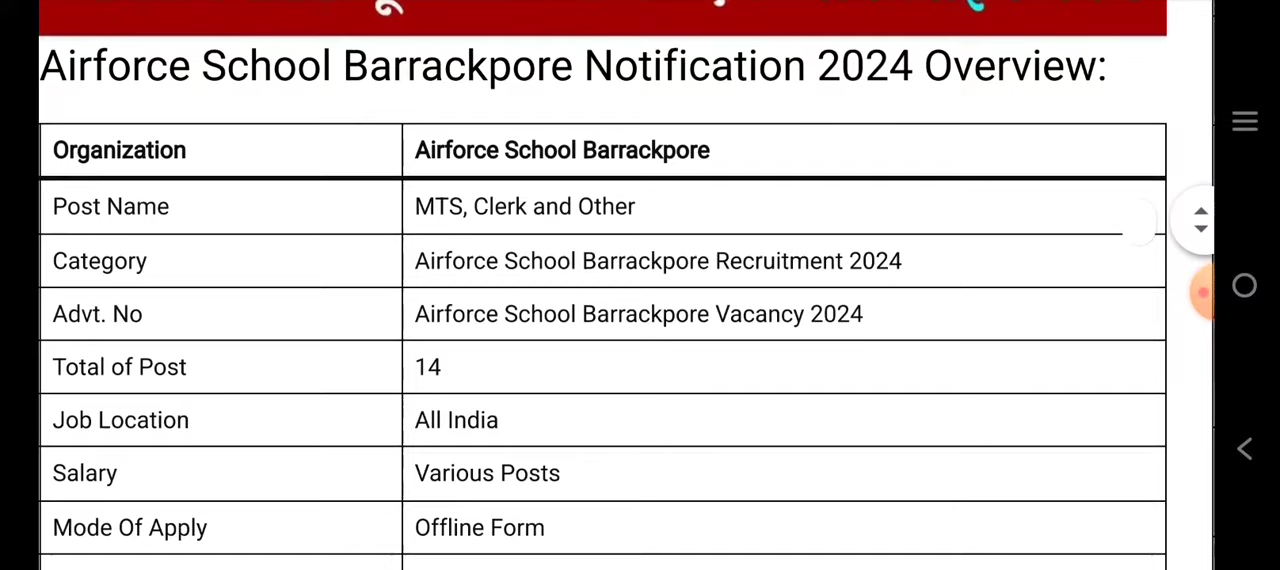 Airforce School Barrackpore Notification 2024 Overview:
Organization Airforce School Barrackpore
Post Name MTS, Clerk and Other
Category Airforce School Barrackpore Recruitment 2024
Advt. No Airforce School Barrackpore Vacancy 2024
Total of Post 14
Job Location All India
Salary Various Posts
Mode Of Apply Offline Form